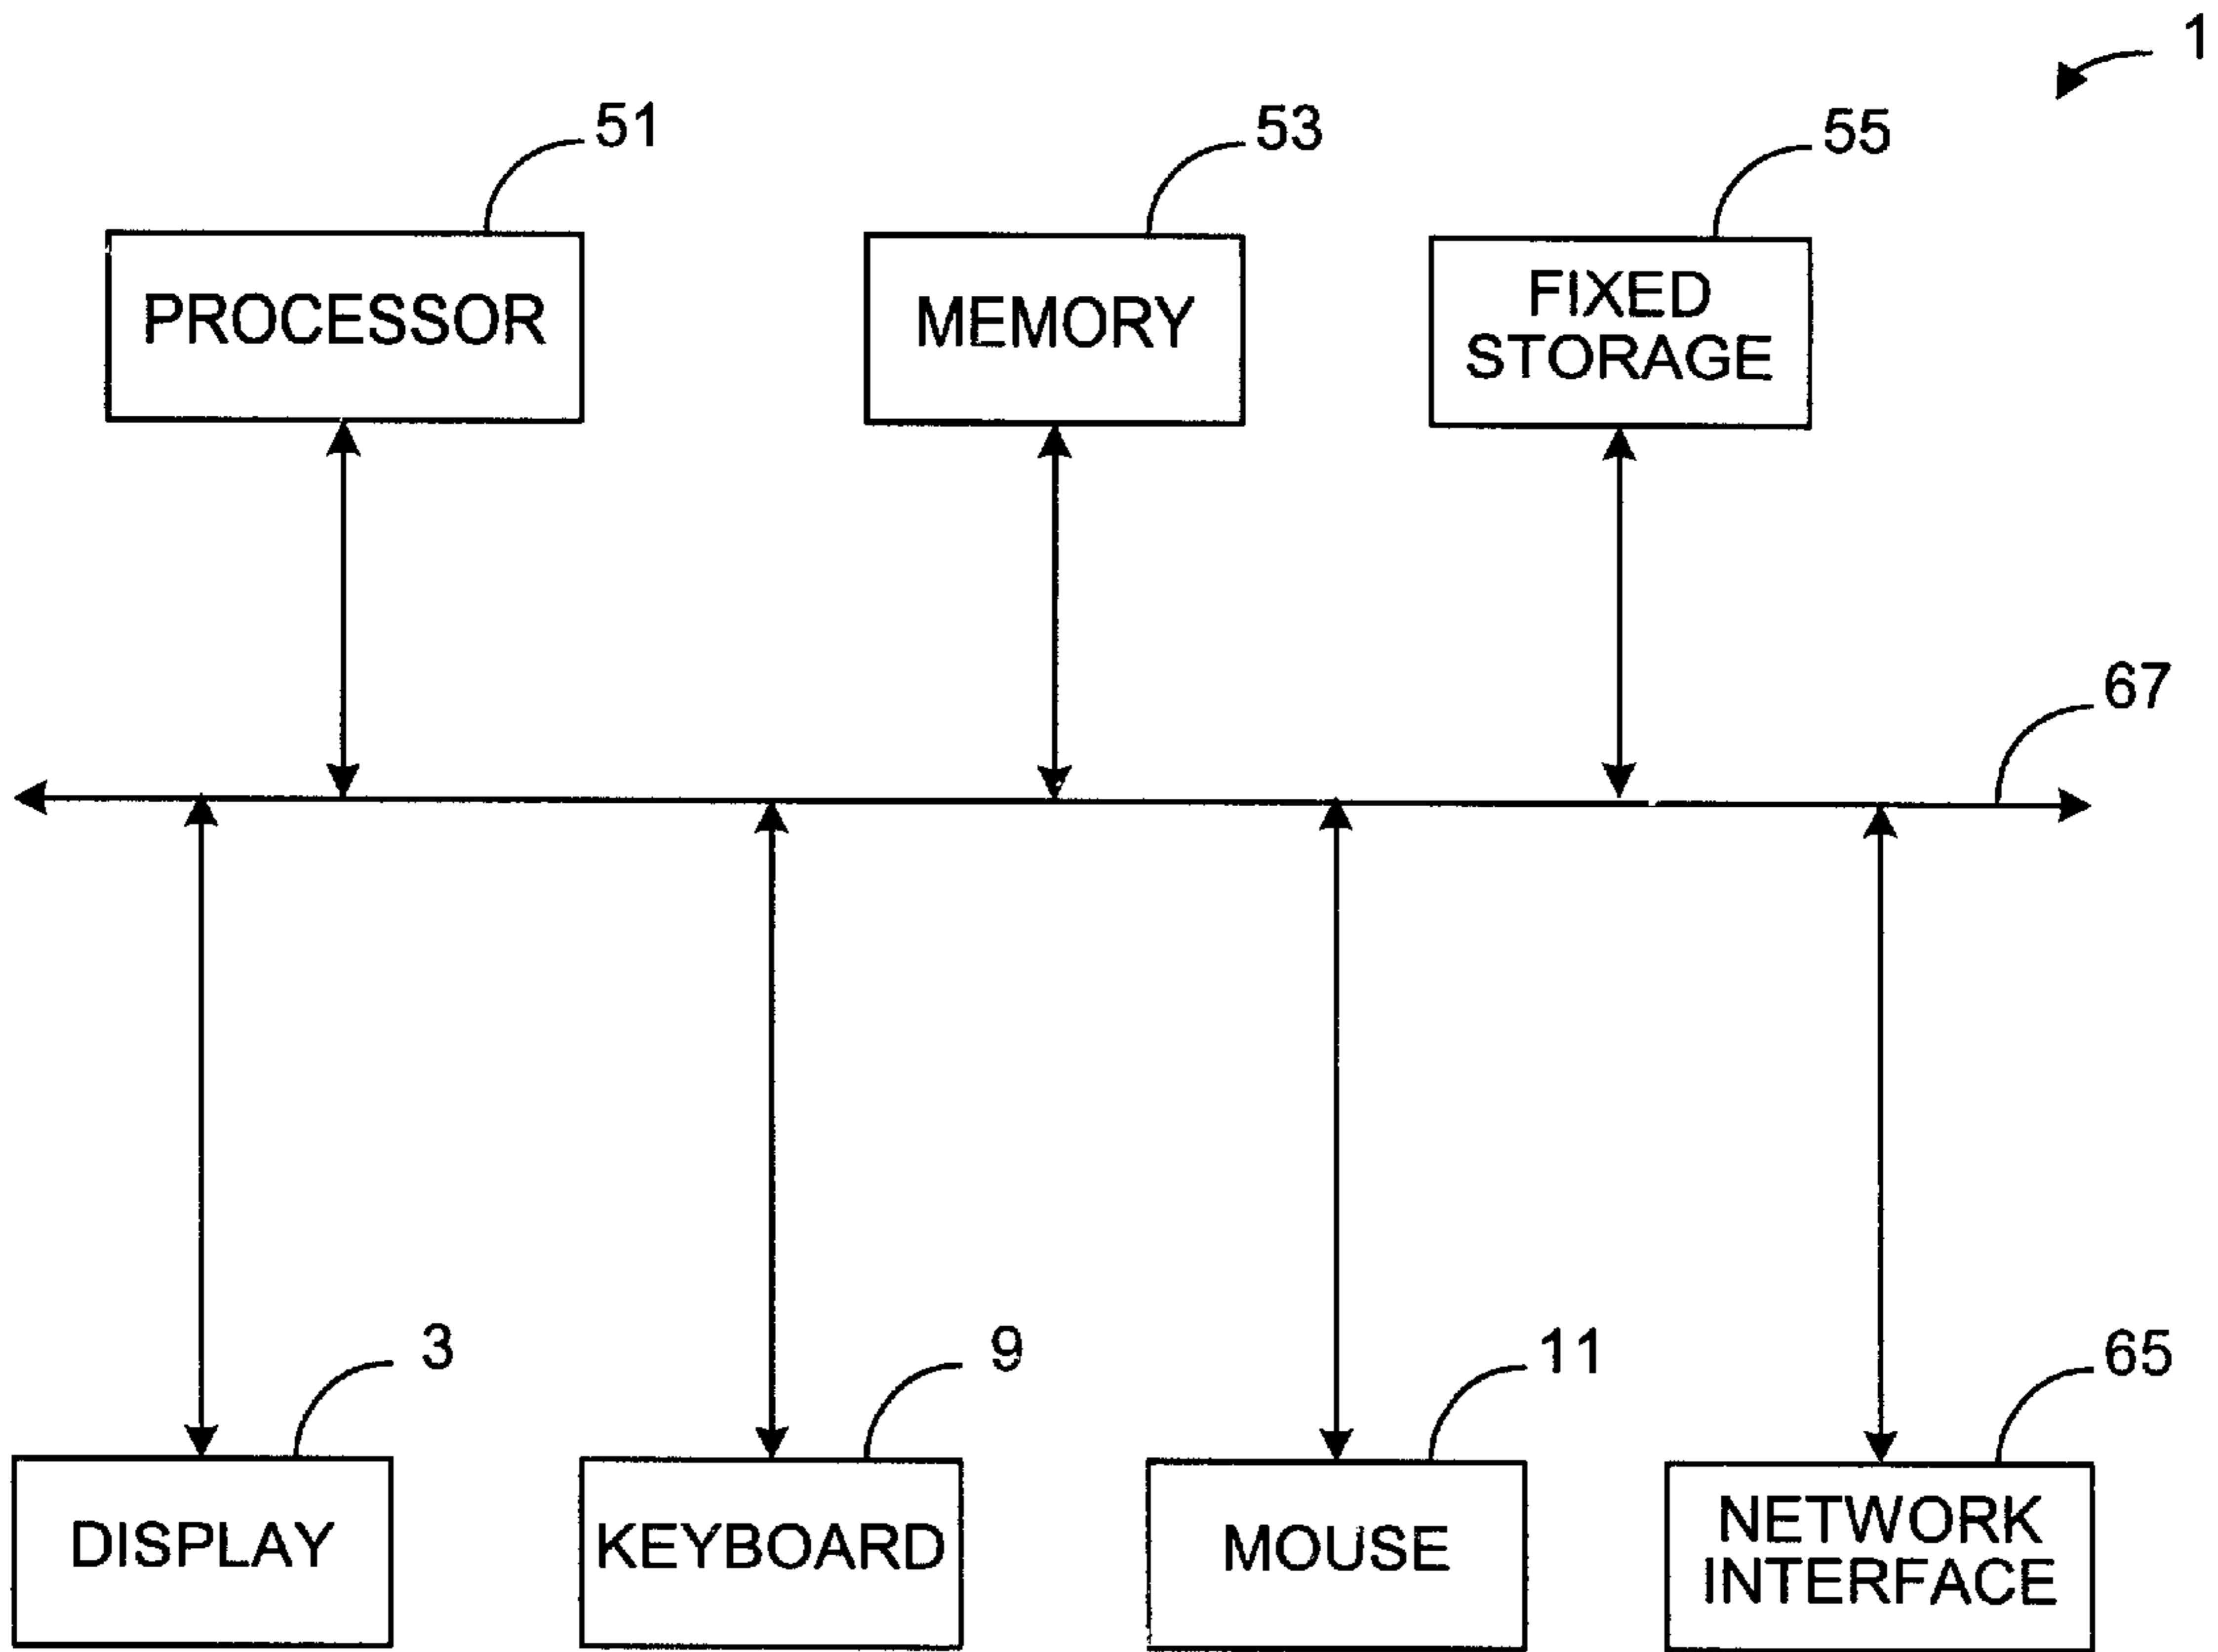 1
51
53
55
PROCESSOR
MEMORY
FIXED
STORAGE
67
3
9
11
65
DISPLAY
KEYBOARD
MOUSE
NETWORK
INTERFACE